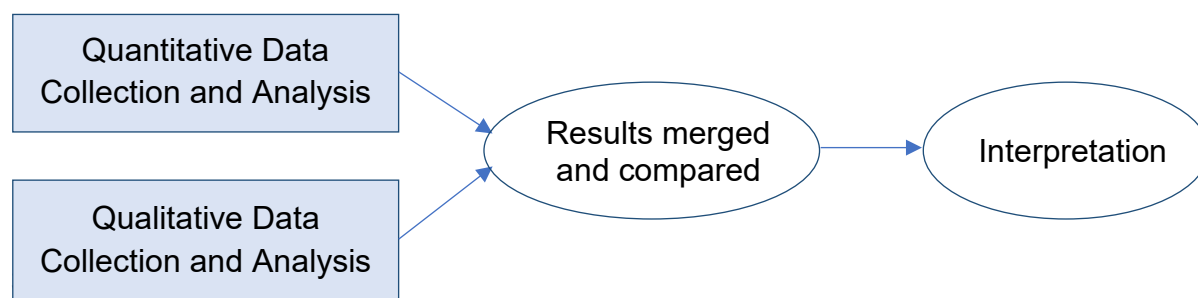 Quantitative Data
Collection and Analysis
Qualitative Data
Collection and Analysis
Results merged
and compared
Interpretation